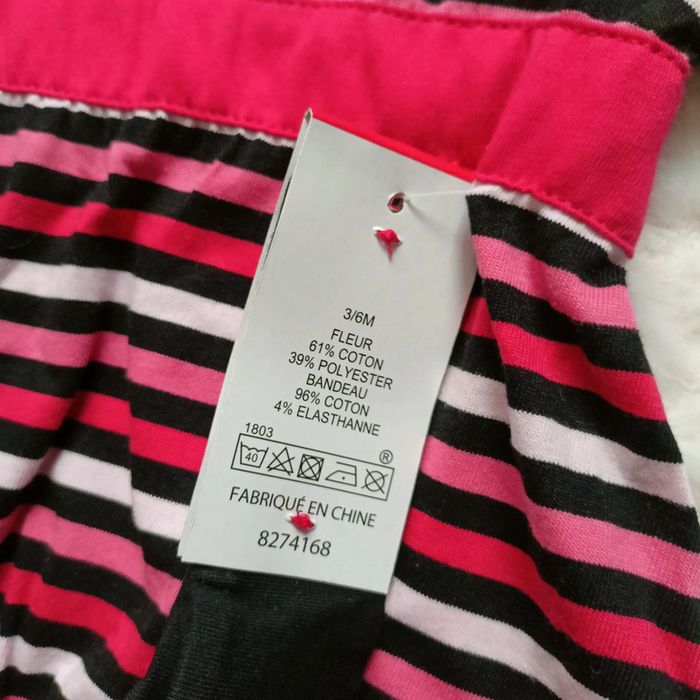 3/6M
FLEUR
61% COTON
39% POLYESTER
BANDEAU
96% COTON
4% ELASTHANNE
1803
®
40
FABRIQUÉ EN CHINE
8274168